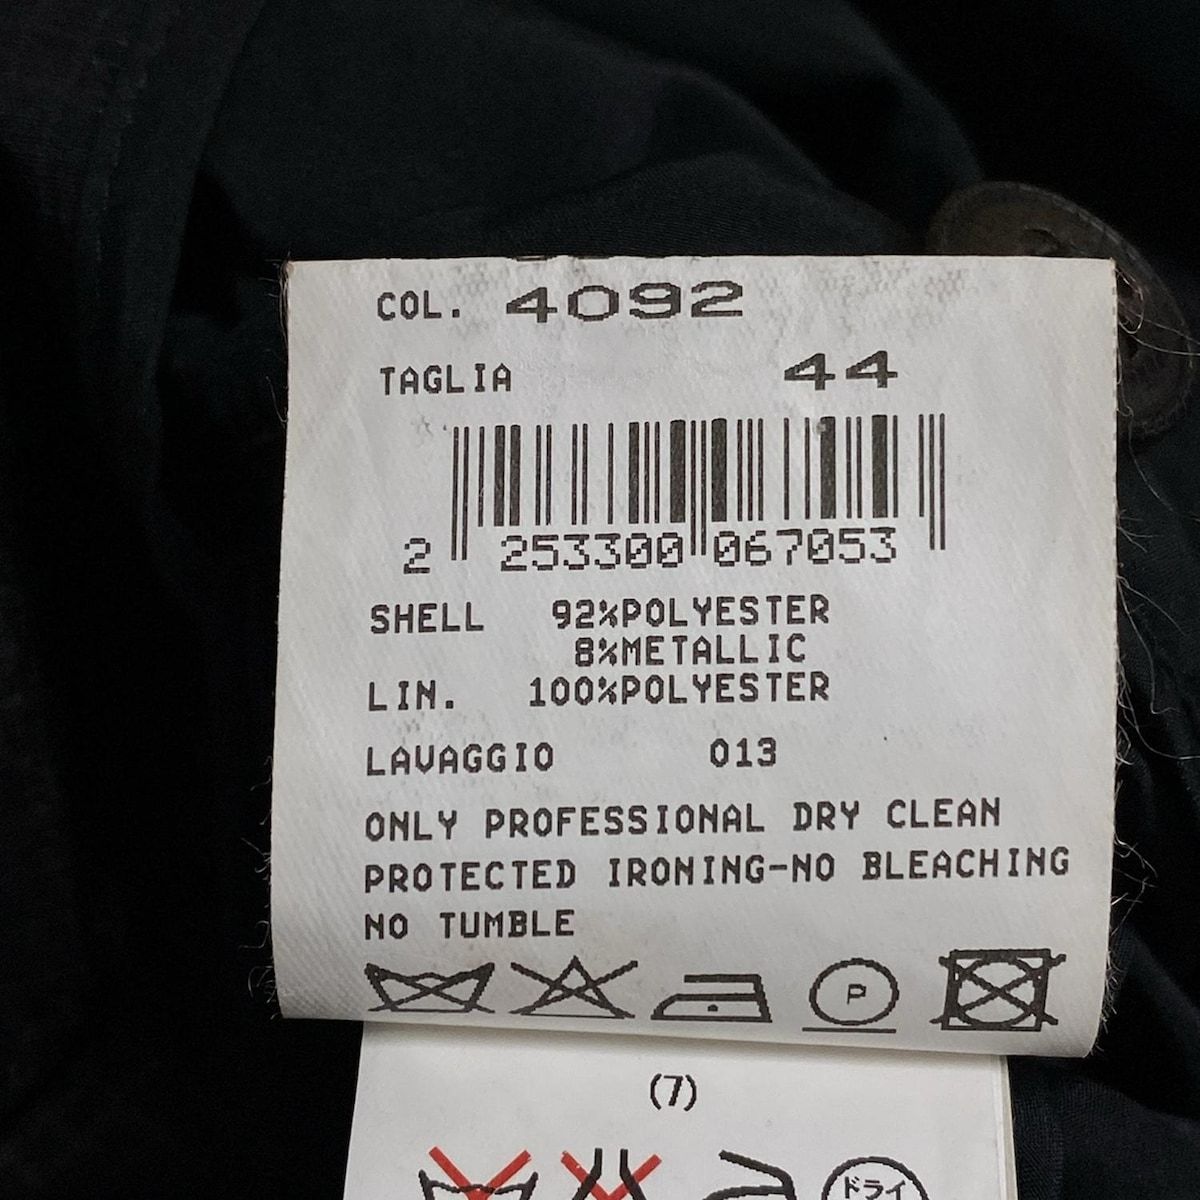 COL. 4092
TAGLIA 44
2 253300 067053
SHELL 92%POLYESTER
8%METALLIC
LIN. 100%POLYESTER
LAVAGGIO 013
ONLY PROFESSIONAL DRY CLEAN
PROTECTED IRONING-NO BLEACHING
NO TUMBLE
P
(7)
ドライ